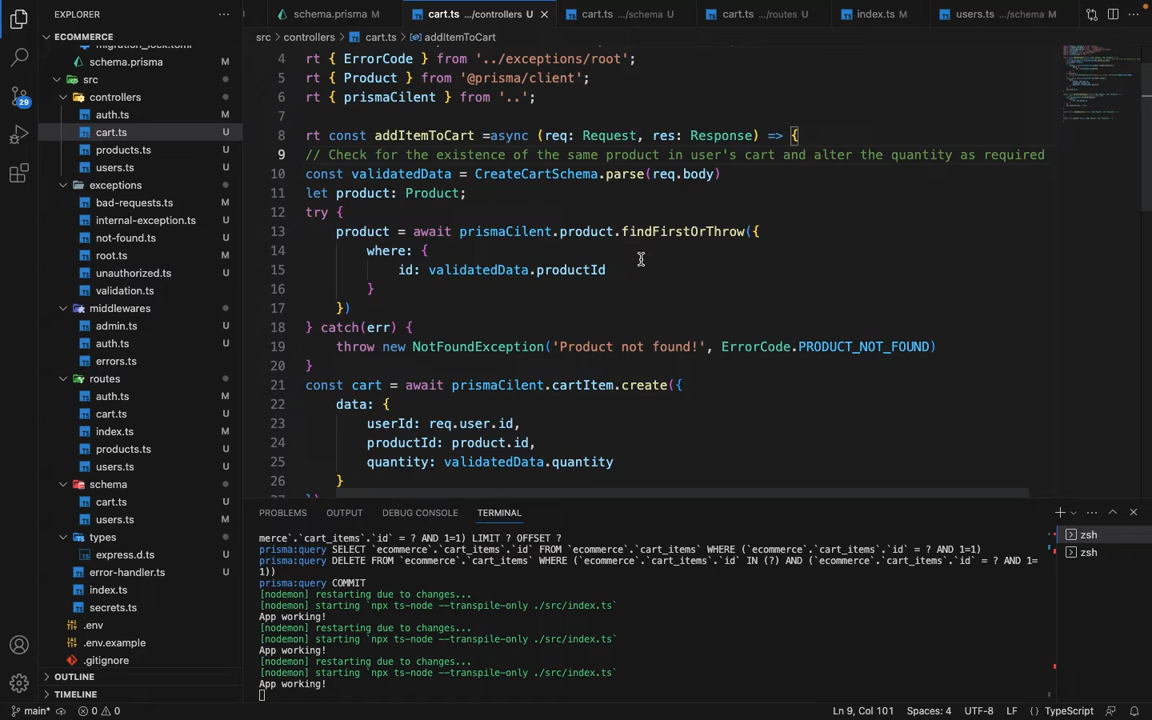 EXPLORER
ECOMMERCE
migration_lock.toml
schema.prisma M
src
controllers
auth.ts M
cart.ts U
products.ts U
users.ts U
exceptions
bad-requests.ts U
internal-exception.ts U
not-found.ts U
root.ts U
unauthorized.ts U
validation.ts U
middlewares
admin.ts U
auth.ts U
errors.ts U
routes
auth.ts M
cart.ts U
index.ts M
products.ts U
users.ts U
schema
cart.ts U
users.ts M
types
express.d.ts U
error-handler.ts U
index.ts M
secrets.ts U
.env
.env.example
.gitignore
OUTLINE
TIMELINE
29
schema.prisma M
cart.ts .../controllers U
cart.ts .../schema U
cart.ts .../routes U
index.ts M
users.ts .../schema M
src > controllers > cart.ts > addItemToCart
4 rt { ErrorCode } from '../exceptions/root';
5 rt { Product } from '@prisma/client';
6 rt { prismaCilent } from '..';
7
8 rt const addItemToCart =async (req: Request, res: Response) => {
9 // Check for the existence of the same product in user's cart and alter the quantity as required
10 const validatedData = CreateCartSchema.parse(req.body)
11 let product: Product;
12 try {
13 product = await prismaCilent.product.findFirstOrThrow({
14 where: {
15 id: validatedData.productId
16 }
17 })
18 } catch(err) {
19 throw new NotFoundException('Product not found!', ErrorCode.PRODUCT_NOT_FOUND)
20 }
21 const cart = await prismaCilent.cartItem.create({
22 data: {
23 userId: req.user.id,
24 productId: product.id,
25 quantity: validatedData.quantity
26 }
27 })
PROBLEMS OUTPUT DEBUG CONSOLE TERMINAL
merce`.`cart_items`.`id` = ? AND 1=1) LIMIT ? OFFSET ?
prisma:query SELECT `ecommerce`.`cart_items`.`id` FROM `ecommerce`.`cart_items` WHERE (`ecommerce`.`cart_items`.`id` = ? AND 1=1)
prisma:query DELETE FROM `ecommerce`.`cart_items` WHERE (`ecommerce`.`cart_items`.`id` IN (?) AND (`ecommerce`.`cart_items`.`id` = ? AND 1=
1))
prisma:query COMMIT
[nodemon] restarting due to changes...
[nodemon] starting `npx ts-node --transpile-only ./src/index.ts`
App working!
[nodemon] restarting due to changes...
[nodemon] starting `npx ts-node --transpile-only ./src/index.ts`
App working!
[nodemon] restarting due to changes...
[nodemon] starting `npx ts-node --transpile-only ./src/index.ts`
App working!
zsh
zsh
main* 0 0 Ln 9, Col 101 Spaces: 4 UTF-8 LF TypeScript